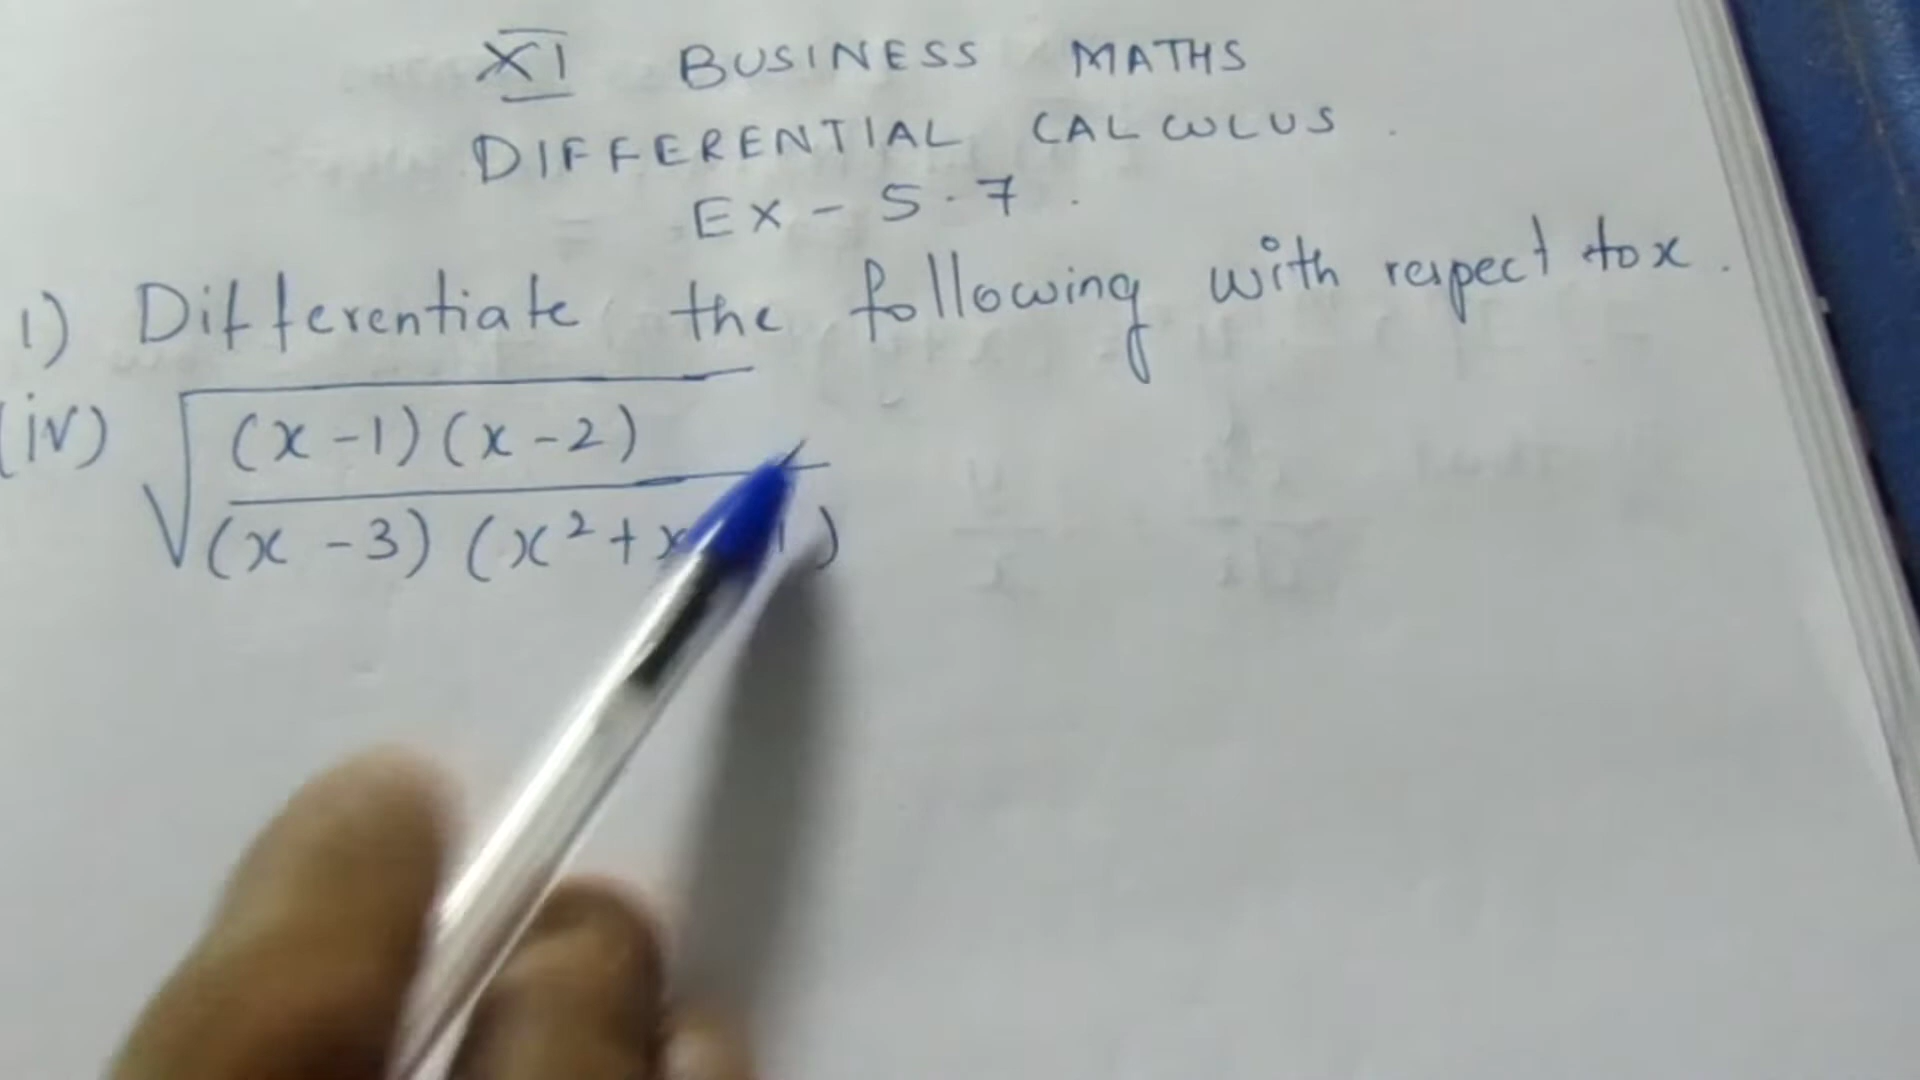 XI BUSINESS MATHS
DIFFERENTIAL CALCULUS.
Ex - 5.7.
1) Differentiate the following with respect to x.
(iv) √ (x-1)(x-2)
(x-3) (x²+x 1)